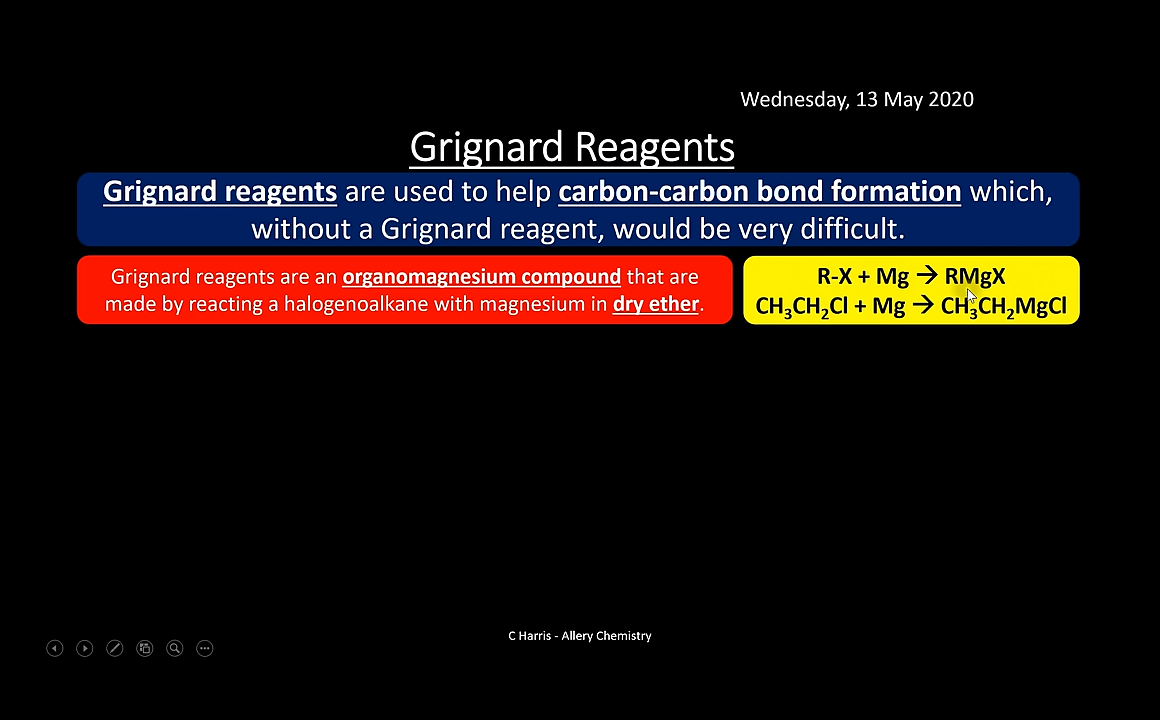 Wednesday, 13 May 2020
Grignard Reagents
Grignard reagents are used to help carbon-carbon bond formation which,
without a Grignard reagent, would be very difficult.
Grignard reagents are an organomagnesium compound that are
made by reacting a halogenoalkane with magnesium in dry ether.
R-X + Mg → RMgX
CH₃CH₂Cl + Mg → CH₃CH₂MgCl
C Harris - Allery Chemistry